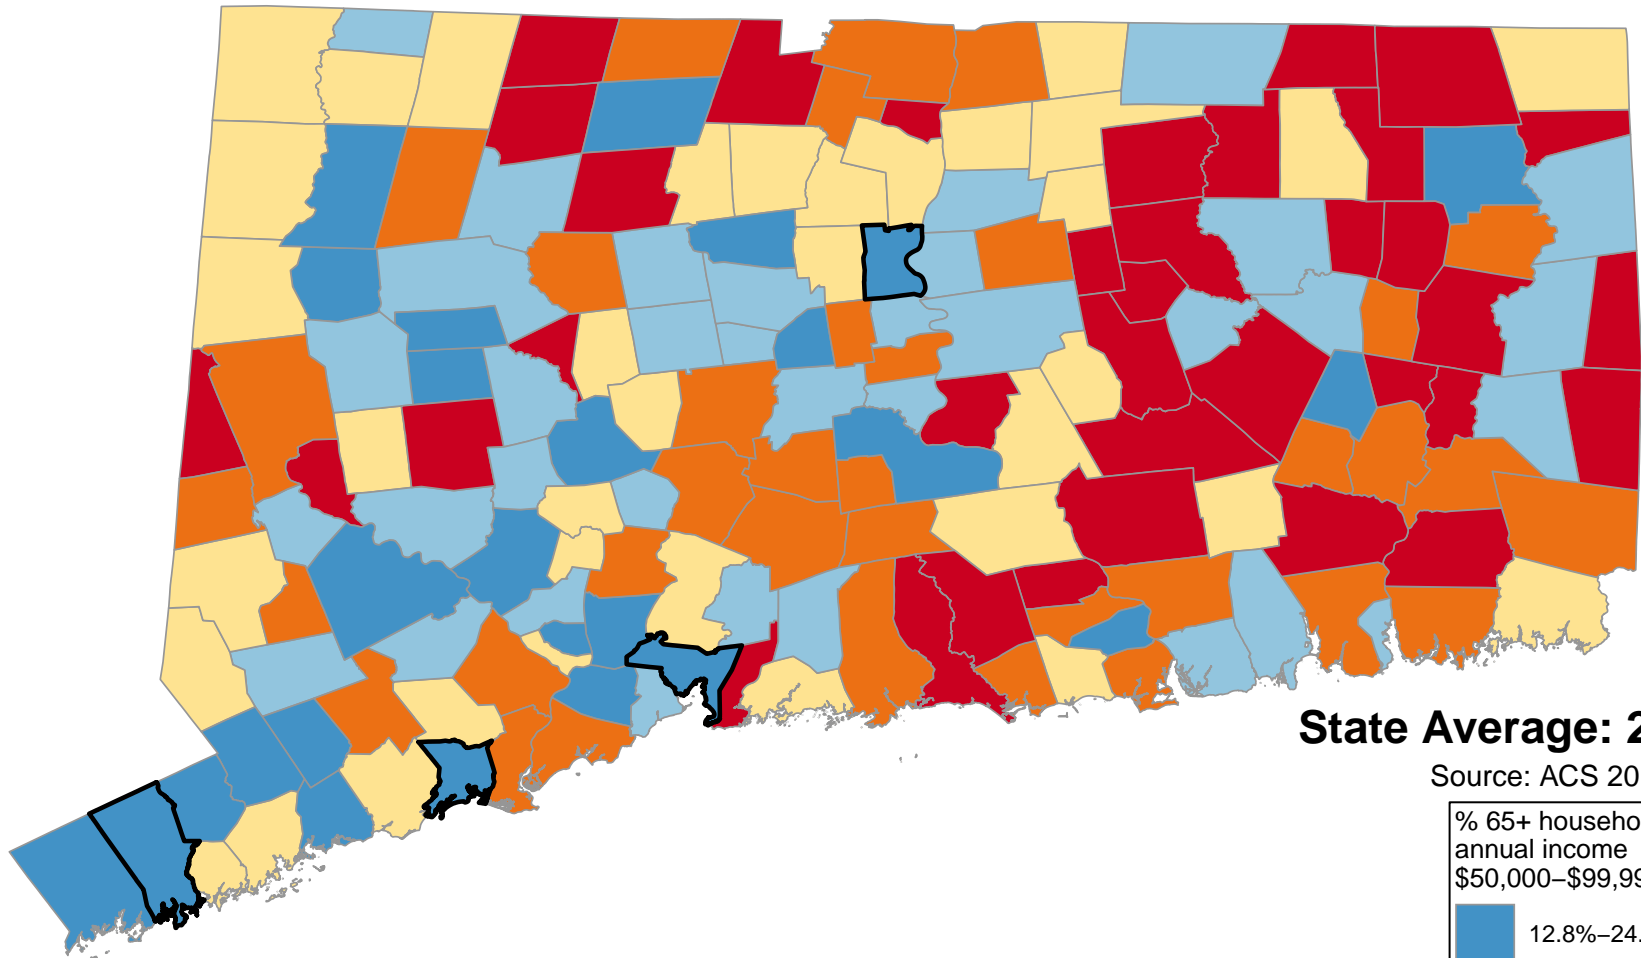 State Average: 2
Source: ACS 20
% 65+ househo
annual income
$50,000–$99,99
12.8%–24.